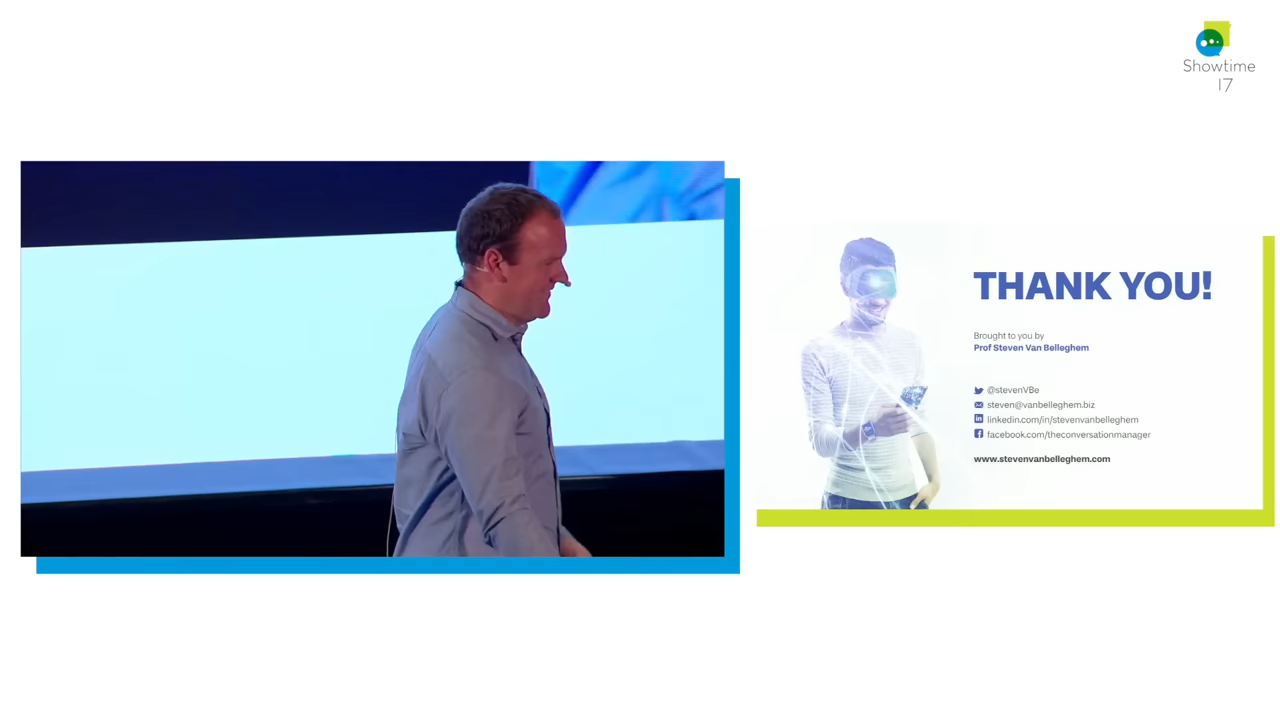 Showtime
17
THANK YOU!
Brought to you by
Prof Steven Van Belleghem
@stevenVBe
steven@vanbelleghem.biz
linkedin.com/in/stevenvanbelleghem
facebook.com/theconversationmanager
www.stevenvanbelleghem.com